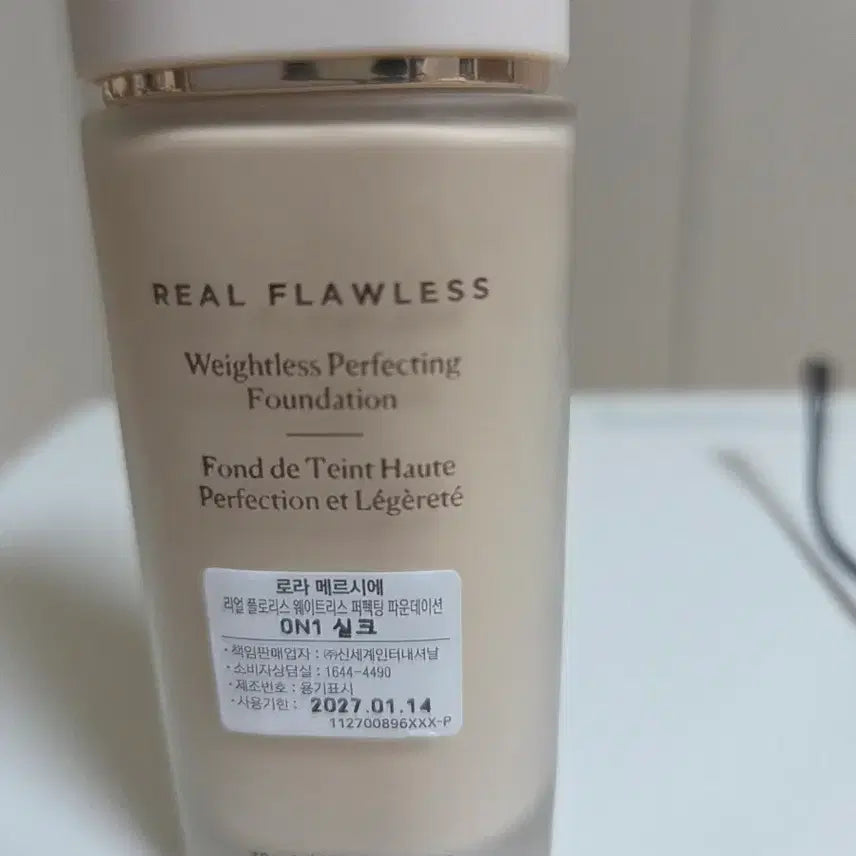 REAL FLAWLESS
Weightless Perfecting
Foundation
Fond de Teint Haute
Perfection et Légèreté
로라 메르시에
리얼 플로리스 웨이트리스 퍼펙팅 파운데이션
0N1 실크
·책임판매업자 : ㈜신세계인터내셔날
·소비자상담실 : 1644-4490
·제조번호 : 용기표시
·사용기한 : 2027.01.14
112700896XXX-P